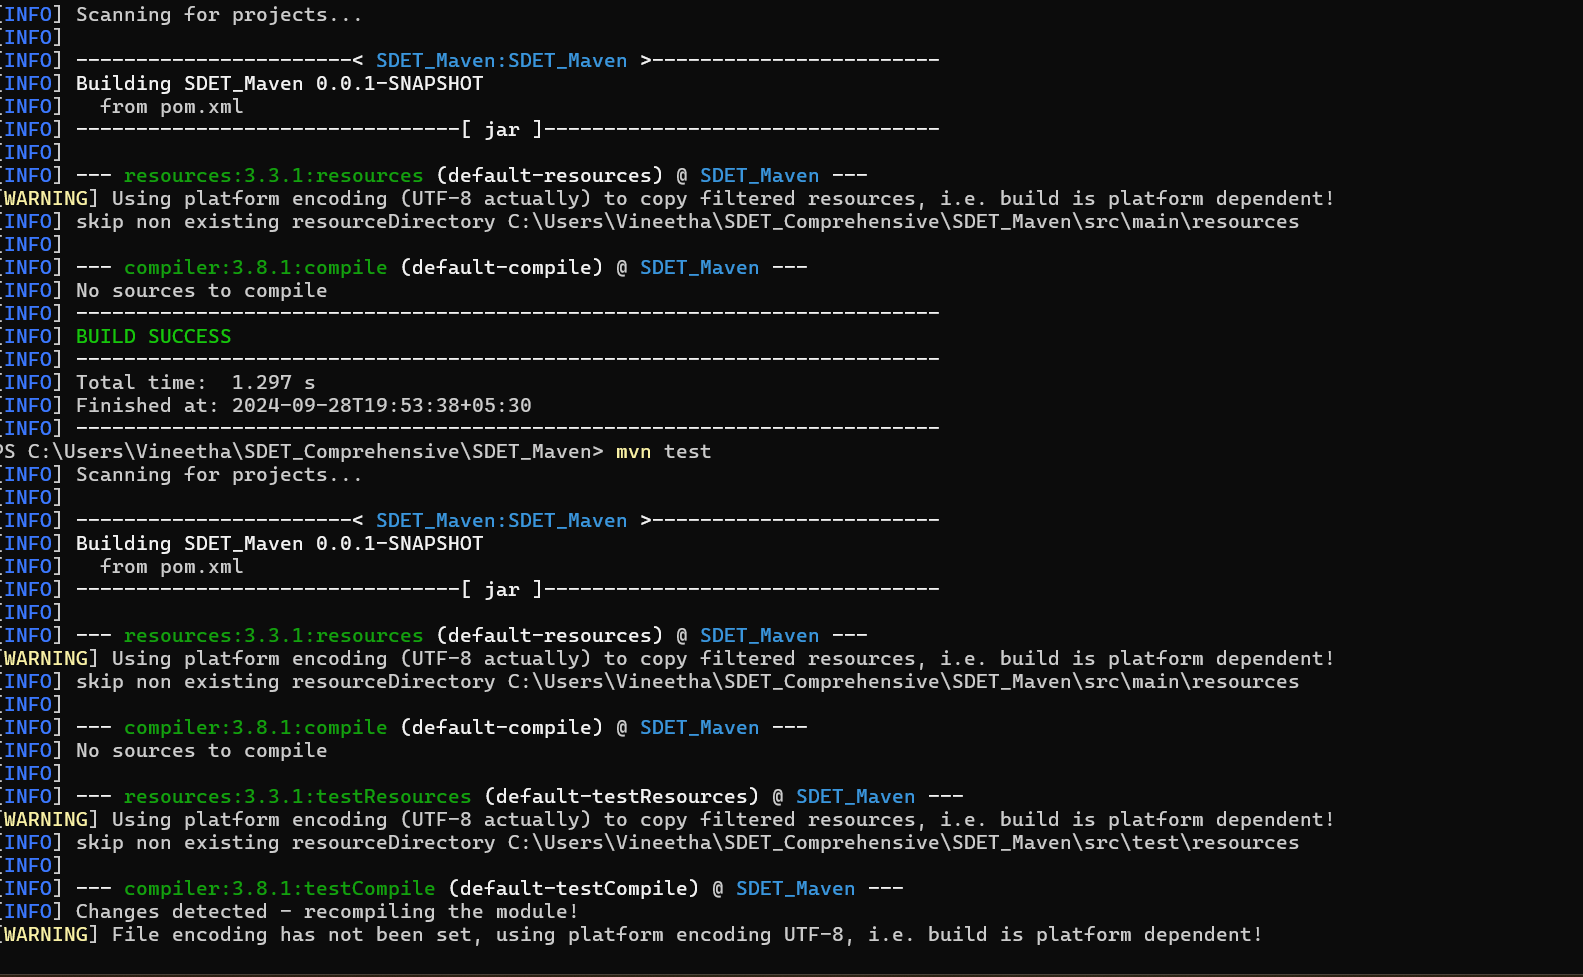 [INFO] Scanning for projects...
[INFO]
[INFO] -----------------------< SDET_Maven:SDET_Maven >------------------------
[INFO] Building SDET_Maven 0.0.1-SNAPSHOT
[INFO]   from pom.xml
[INFO] --------------------------------[ jar ]---------------------------------
[INFO]
[INFO] --- resources:3.3.1:resources (default-resources) @ SDET_Maven ---
[WARNING] Using platform encoding (UTF-8 actually) to copy filtered resources, i.e. build is platform dependent!
[INFO] skip non existing resourceDirectory C:\Users\Vineetha\SDET_Comprehensive\SDET_Maven\src\main\resources
[INFO]
[INFO] --- compiler:3.8.1:compile (default-compile) @ SDET_Maven ---
[INFO] No sources to compile
[INFO] ------------------------------------------------------------------------
[INFO] BUILD SUCCESS
[INFO] ------------------------------------------------------------------------
[INFO] Total time:  1.297 s
[INFO] Finished at: 2024-09-28T19:53:38+05:30
[INFO] ------------------------------------------------------------------------
PS C:\Users\Vineetha\SDET_Comprehensive\SDET_Maven> mvn test
[INFO] Scanning for projects...
[INFO]
[INFO] -----------------------< SDET_Maven:SDET_Maven >------------------------
[INFO] Building SDET_Maven 0.0.1-SNAPSHOT
[INFO]   from pom.xml
[INFO] --------------------------------[ jar ]---------------------------------
[INFO]
[INFO] --- resources:3.3.1:resources (default-resources) @ SDET_Maven ---
[WARNING] Using platform encoding (UTF-8 actually) to copy filtered resources, i.e. build is platform dependent!
[INFO] skip non existing resourceDirectory C:\Users\Vineetha\SDET_Comprehensive\SDET_Maven\src\main\resources
[INFO]
[INFO] --- compiler:3.8.1:compile (default-compile) @ SDET_Maven ---
[INFO] No sources to compile
[INFO]
[INFO] --- resources:3.3.1:testResources (default-testResources) @ SDET_Maven ---
[WARNING] Using platform encoding (UTF-8 actually) to copy filtered resources, i.e. build is platform dependent!
[INFO] skip non existing resourceDirectory C:\Users\Vineetha\SDET_Comprehensive\SDET_Maven\src\test\resources
[INFO]
[INFO] --- compiler:3.8.1:testCompile (default-testCompile) @ SDET_Maven ---
[INFO] Changes detected - recompiling the module!
[WARNING] File encoding has not been set, using platform encoding UTF-8, i.e. build is platform dependent!